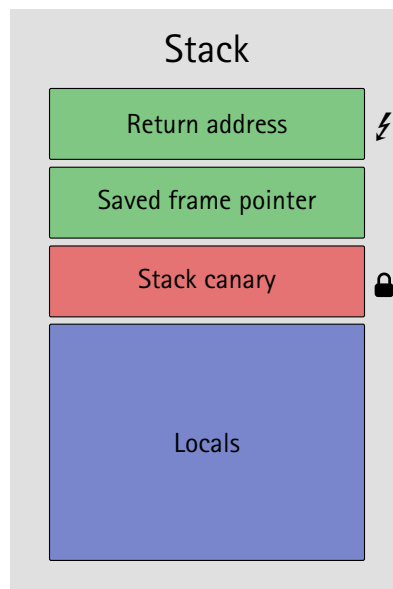 Stack
Return address
Saved frame pointer
Stack canary
Locals